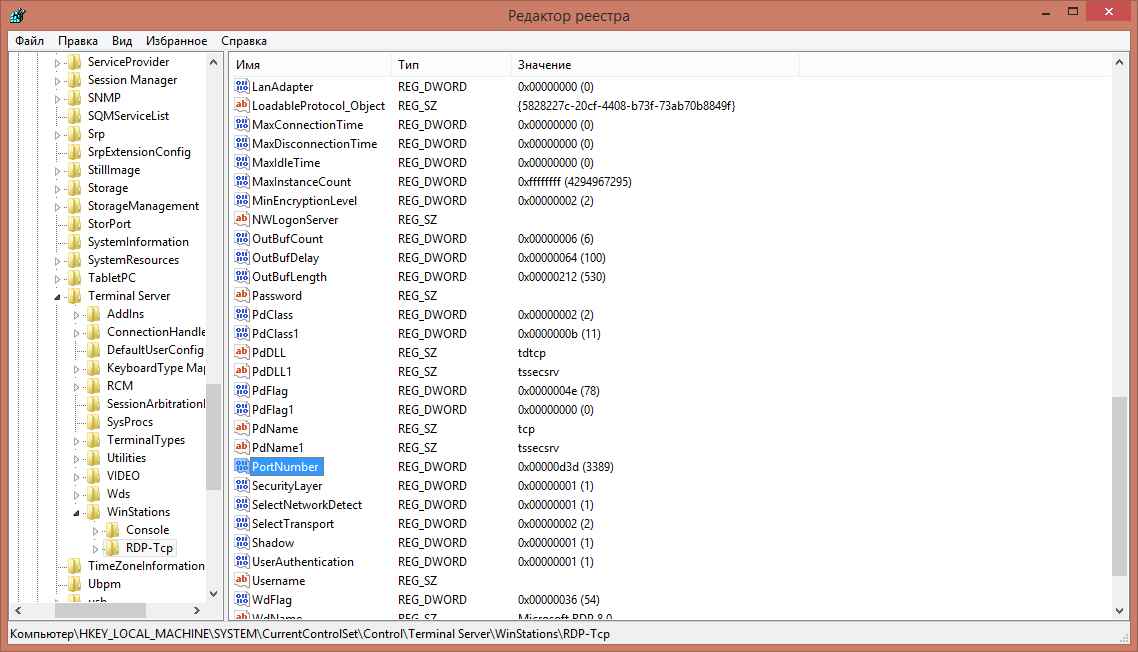 Редактор реестра
Файл Правка Вид Избранное Справка
ServiceProvider
Session Manager
SNMP
SQMServiceList
Srp
SrpExtensionConfig
StillImage
Storage
StorageManagement
StorPort
SystemInformation
SystemResources
TabletPC
Terminal Server
AddIns
ConnectionHandle
DefaultUserConfig
KeyboardType Map
RCM
SessionArbitrationH
SysProcs
TerminalTypes
Utilities
VIDEO
Wds
WinStations
Console
RDP-Tcp
TimeZoneInformation
Ubpm
usb
Имя Тип Значение
LanAdapter REG_DWORD 0x00000000 (0)
LoadableProtocol_Object REG_SZ {5828227c-20cf-4408-b73f-73ab70b8849f}
MaxConnectionTime REG_DWORD 0x00000000 (0)
MaxDisconnectionTime REG_DWORD 0x00000000 (0)
MaxIdleTime REG_DWORD 0x00000000 (0)
MaxInstanceCount REG_DWORD 0xffffffff (4294967295)
MinEncryptionLevel REG_DWORD 0x00000002 (2)
NWLogonServer REG_SZ
OutBufCount REG_DWORD 0x00000006 (6)
OutBufDelay REG_DWORD 0x00000064 (100)
OutBufLength REG_DWORD 0x00000212 (530)
Password REG_SZ
PdClass REG_DWORD 0x00000002 (2)
PdClass1 REG_DWORD 0x0000000b (11)
PdDLL REG_SZ tdtcp
PdDLL1 REG_SZ tssecsrv
PdFlag REG_DWORD 0x0000004e (78)
PdFlag1 REG_DWORD 0x00000000 (0)
PdName REG_SZ tcp
PdName1 REG_SZ tssecsrv
PortNumber REG_DWORD 0x00000d3d (3389)
SecurityLayer REG_DWORD 0x00000001 (1)
SelectNetworkDetect REG_DWORD 0x00000001 (1)
SelectTransport REG_DWORD 0x00000002 (2)
Shadow REG_DWORD 0x00000001 (1)
UserAuthentication REG_DWORD 0x00000001 (1)
Username REG_SZ
WdFlag REG_DWORD 0x00000036 (54)
WdName REG_SZ Microsoft RDP 8.0
Компьютер\HKEY_LOCAL_MACHINE\SYSTEM\CurrentControlSet\Control\Terminal Server\WinStations\RDP-Tcp